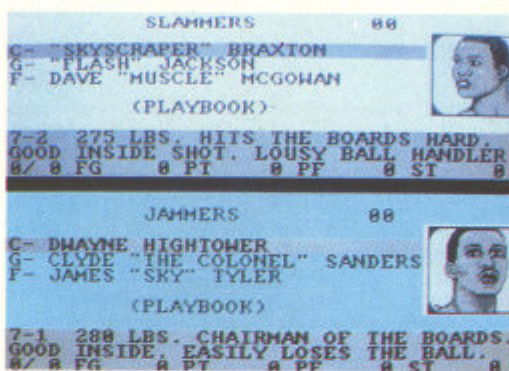 SLAMMERS 00
C- "SKYSCRAPER" BRAXTON
G- "FLASH" JACKSON
F- DAVE "MUSCLE" MCGOWAN
(PLAYBOOK)-
7-2 275 LBS. HITS THE BOARDS HARD.
GOOD INSIDE SHOT. LOUSY BALL HANDLER
0/ 0 FG 0 PT 0 PF 0 ST 0
JAMMERS 00
C- DWAYNE HIGHTOWER
G- CLYDE "THE COLONEL" SANDERS
F- JAMES "SKY" TYLER
(PLAYBOOK)
7-1 280 LBS. CHAIRMAN OF THE BOARDS.
GOOD INSIDE. EASILY LOSES THE BALL.
0/ 0 FG 0 PT 0 PF 0 ST 0